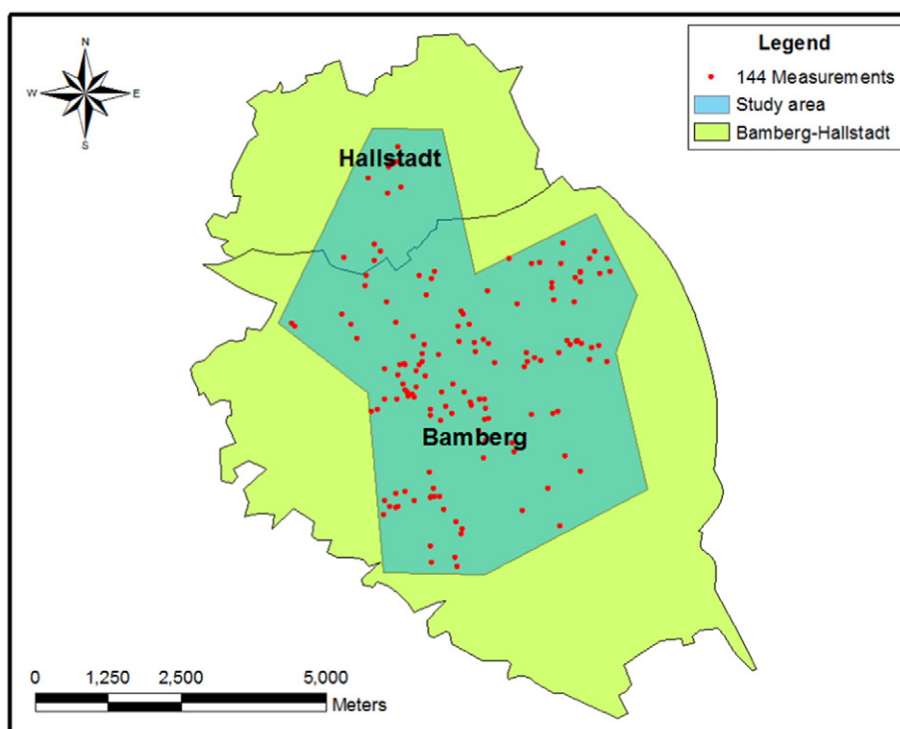 N
W E
S
Legend
144 Measurements
Study area
Bamberg-Hallstadt
Hallstadt
Bamberg
0 1,250 2,500 5,000
Meters